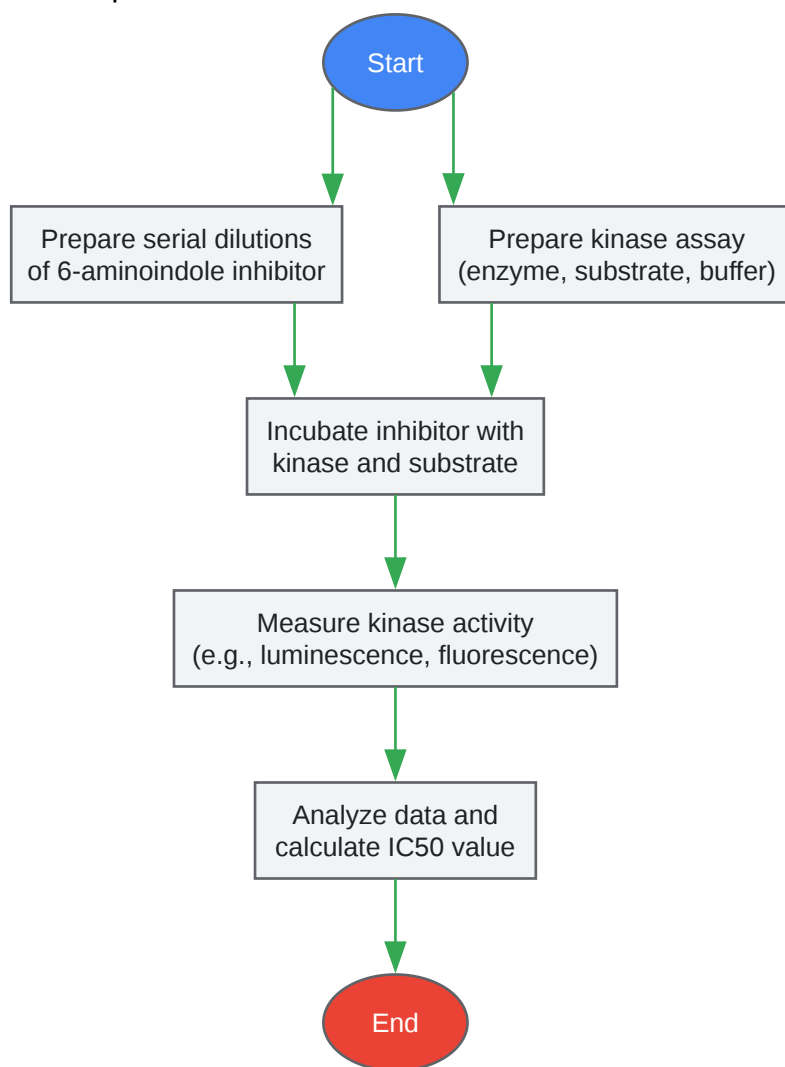 Start
Prepare serial dilutions
of 6-aminoindole inhibitor
Prepare kinase assay
(enzyme, substrate, buffer)
Incubate inhibitor with
kinase and substrate
Measure kinase activity
(e.g., luminescence, fluorescence)
Analyze data and
calculate IC50 value
End